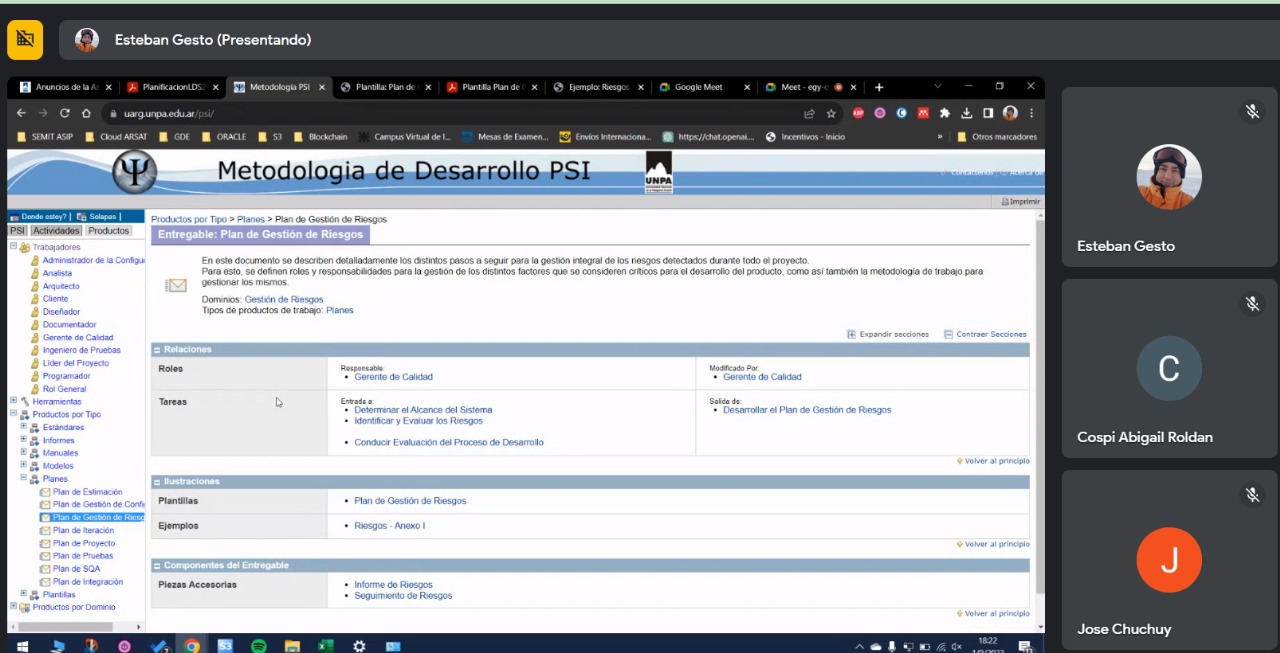 Esteban Gesto (Presentando)
Anuncios de la A
PlanificacionLDS2
Metodología PSI
Plantilla: Plan de
Plantilla Plan de
Ejemplo: Riesgos
Google Meet
Meet - egy-c
uarg.unpa.edu.ar/psi/
SEMIT ASIP
Cloud ARSAT
GDE
ORACLE
S3
Blockchain
Campus Virtual de l...
Mesas de Examen...
Envíos Internaciona...
https://chat.openai...
Incentivos - Inicio
»
Otros marcadores
Metodologia de Desarrollo PSI
UNPA
Contactenos | Acerca de
Imprimir
Donde estoy? | Solapas |
PSI Actividades Productos
Trabajadores
Administrador de la Configu
Analista
Arquitecto
Cliente
Diseñador
Documentador
Gerente de Calidad
Ingeniero de Pruebas
Líder del Proyecto
Programador
Rol General
Herramientas
Productos por Tipo
Estándares
Informes
Manuales
Modelos
Planes
Plan de Estimación
Plan de Gestión de Confi
Plan de Gestión de Riesg
Plan de Iteración
Plan de Proyecto
Plan de Pruebas
Plan de SQA
Plan de Integración
Plantillas
Productos por Dominio
Productos por Tipo > Planes > Plan de Gestión de Riesgos
Entregable: Plan de Gestión de Riesgos
En este documento se describen detalladamente los distintos pasos a seguir para la gestión integral de los riesgos detectados durante todo el proyecto.
Para esto, se definen roles y responsabilidades para la gestión de los distintos factores que se consideran críticos para el desarrollo del producto, como así también la metodología de trabajo para
gestionar los mismos.
Dominios: Gestión de Riesgos
Tipos de productos de trabajo: Planes
Expandir secciones
Contraer Secciones
Relaciones
Roles
Responsable:
• Gerente de Calidad
Modificado Por:
• Gerente de Calidad
Tareas
Entrada a:
• Determinar el Alcance del Sistema
• Identificar y Evaluar los Riesgos
• Conducir Evaluación del Proceso de Desarrollo
Salida de:
• Desarrollar el Plan de Gestión de Riesgos
Volver al principio
Ilustraciones
Plantillas
• Plan de Gestión de Riesgos
Ejemplos
• Riesgos - Anexo I
Volver al principio
Componentes del Entregable
Piezas Accesorias
• Informe de Riesgos
• Seguimiento de Riesgos
Volver al principio
18:22
Esteban Gesto
C
Cospi Abigail Roldan
J
Jose Chuchuy